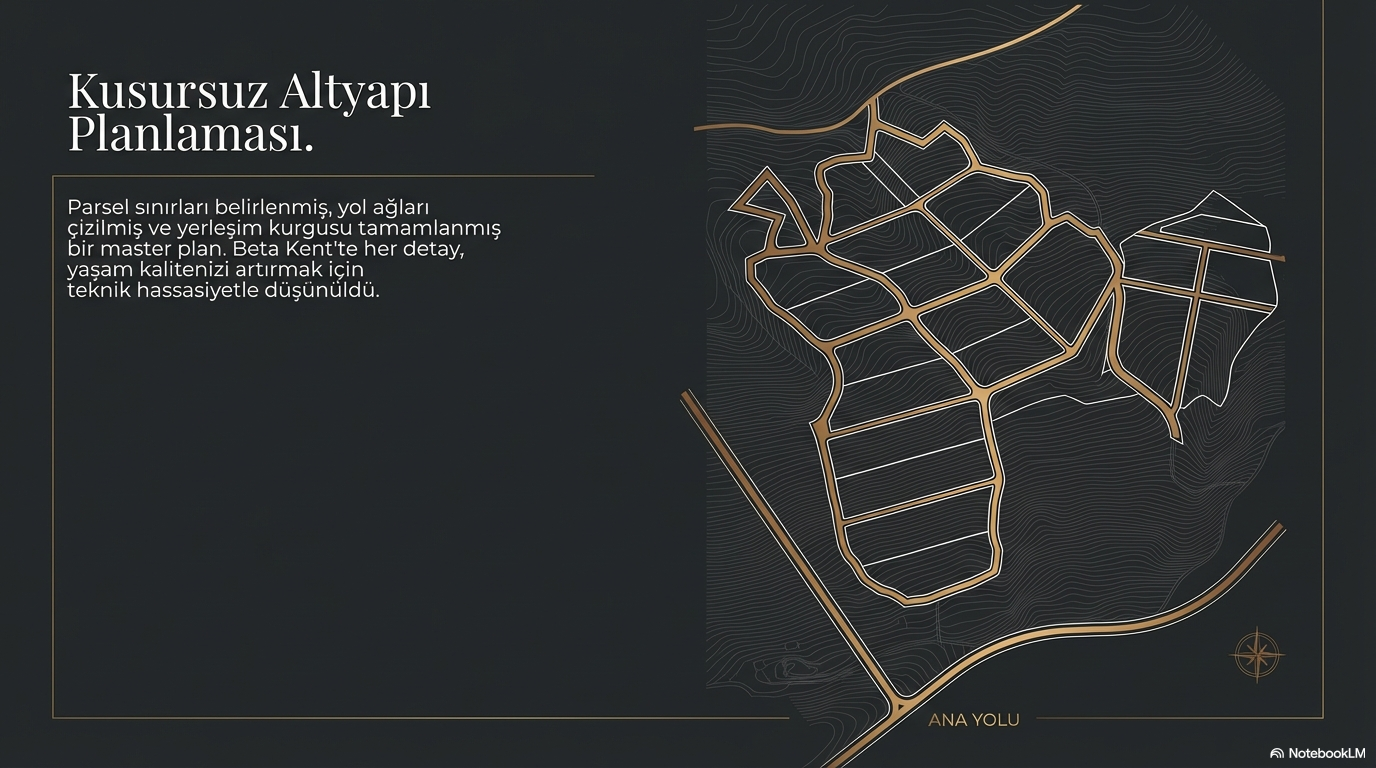 Kusursuz Altyapı
Planlaması.
Parsel sınırları belirlenmiş, yol ağları
çizilmiş ve yerleşim kurgusu tamamlanmış
bir master plan. Beta Kent'te her detay,
yaşam kalitenizi artırmak için
teknik hassasiyetle düşünüldü.
ANA YOLU
NotebookLM